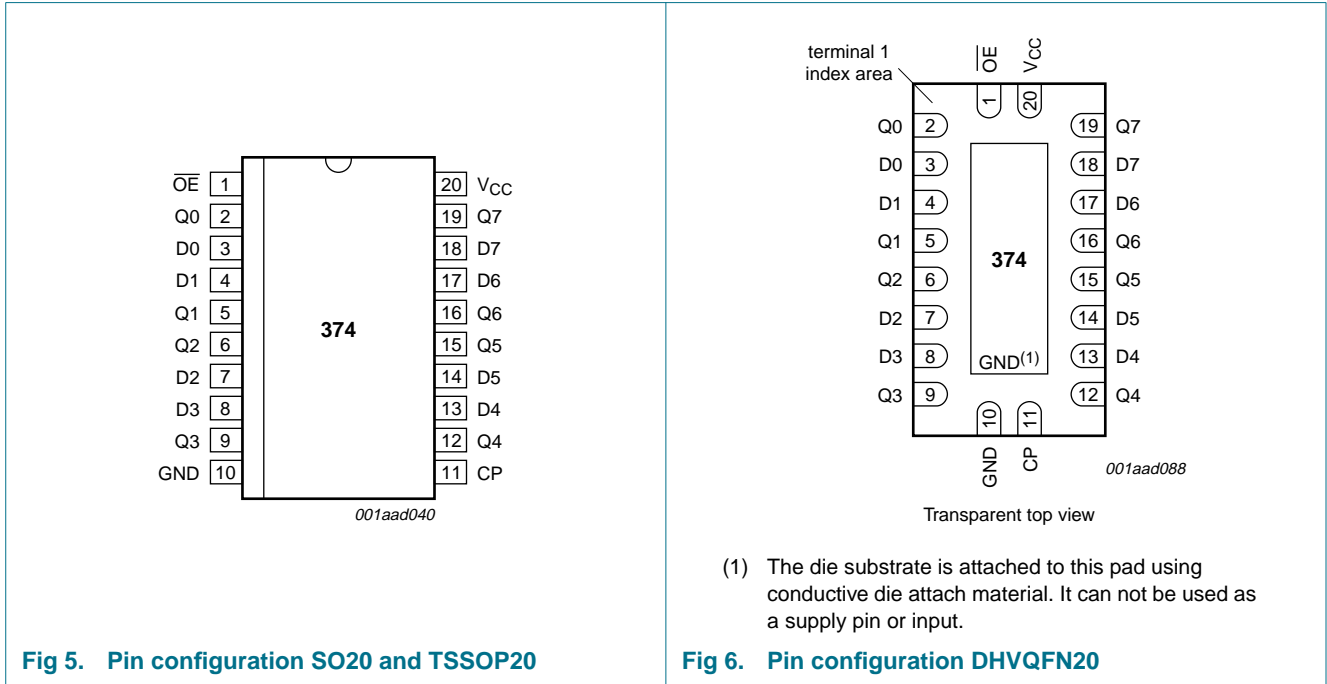 OE 1
Q0 2
D0 3
D1 4
Q1 5
Q2 6
D2 7
D3 8
Q3 9
GND 10
374
20 VCC
19 Q7
18 D7
17 D6
16 Q6
15 Q5
14 D5
13 D4
12 Q4
11 CP
001aad040
Fig 5. Pin configuration SO20 and TSSOP20
terminal 1
index area
OE
VCC
1
20
Q0 2
D0 3
D1 4
Q1 5
Q2 6
D2 7
D3 8
Q3 9
374
GND(1)
19 Q7
18 D7
17 D6
16 Q6
15 Q5
14 D5
13 D4
12 Q4
10
11
GND
CP
001aad088
Transparent top view
(1) The die substrate is attached to this pad using
conductive die attach material. It can not be used as
a supply pin or input.
Fig 6. Pin configuration DHVQFN20